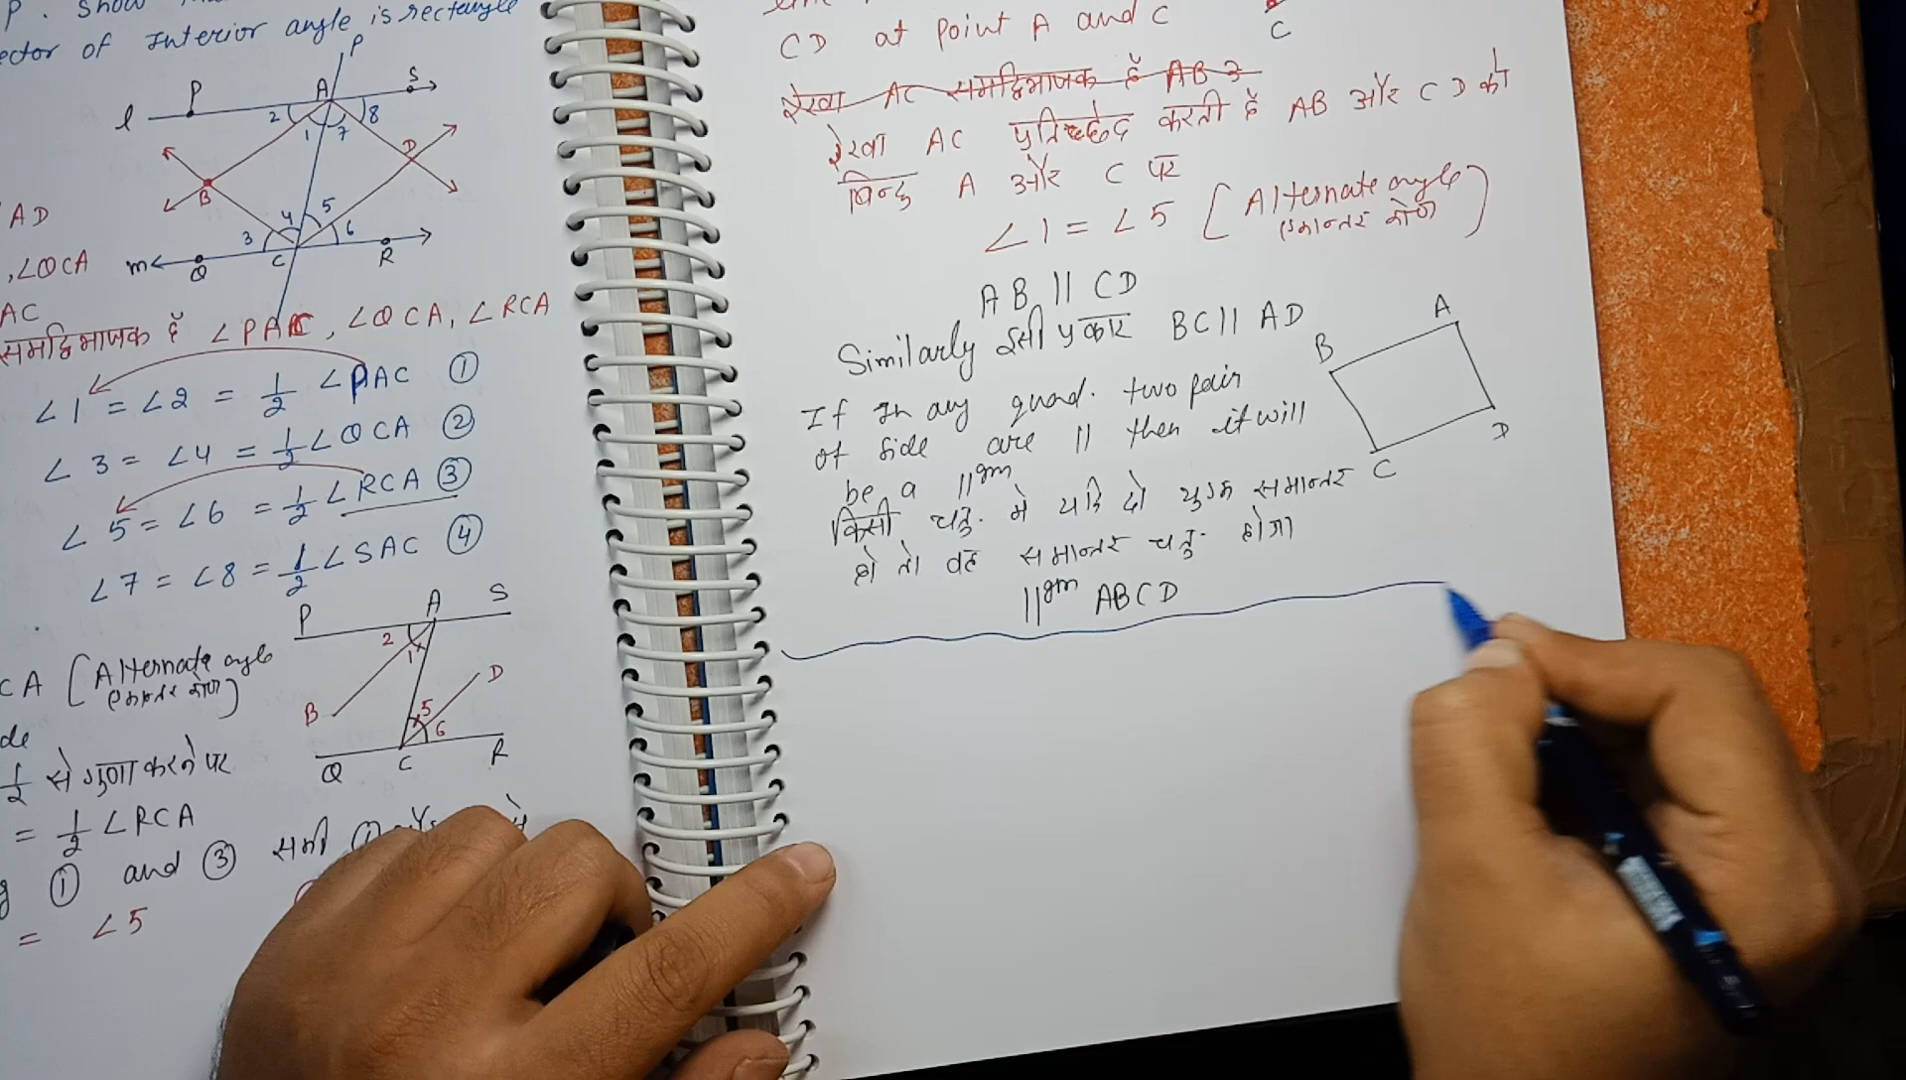 P. Show
ector of Interior angle is rectangle
P
l P A S
2 1 7 8
B D
4 5
3 6
m Q C R
AD
, ∠QCA
AC
समद्विभाजक हैं ∠PAC, ∠QCA, ∠RCA
∠1 = ∠2 = 1/2 ∠PAC ①
∠3 = ∠4 = 1/2 ∠QCA ②
∠5 = ∠6 = 1/2 ∠RCA ③
∠7 = ∠8 = 1/2 ∠SAC ④
P A S
2 1
B D
5 6
Q C R
CA [Alternate angle
एकान्तर कोण]
de
1/2 से गुणा करने पर
= 1/2 ∠RCA
① and ③
= ∠5
CD at point A and C
C
रेखा AC समद्विभाजक हैं AB
रेखा AC प्रतिच्छेद करती हैं AB और CD को
बिन्दु A और C पर
∠1 = ∠5 [Alternate angle
एकान्तर कोण]
AB || CD
Similarly इसी प्रकार BC || AD
If In any quad. two pair
of side are || then it will
be a ||gm
किसी चतु. मे यदि दो युग्म समान्तर
हो तो वह समान्तर चतु. होगा
||gm ABCD
A
B
D
C